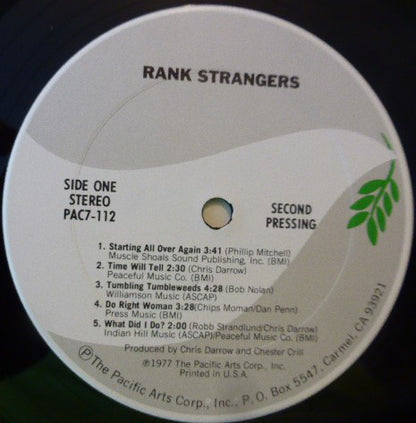 RANK STRANGERS
SIDE ONE
STEREO
PAC7-112
SECOND
PRESSING
1. Starting All Over Again 3:41 (Phillip Mitchell)
Muscle Shoals Sound Publishing, Inc. (BMI)
2. Time Will Tell 2:30 (Chris Darrow)
Peaceful Music Co. (BMI)
3. Tumbling Tumbleweeds 4:28 (Bob Nolan)
Williamson Music (ASCAP)
4. Do Right Woman 3:28(Chips Moman/Dan Penn)
Press Music (BMI)
5. What Did I Do? 2:00 (Robb Strandlund/Chris Darrow)
Indian Hill Music (ASCAP)/Peaceful Music Co. (BMI)
Produced by Chris Darrow and Chester Crill
℗1977 The Pacific Arts Corp., Inc.
Printed in U.S.A.
℗The Pacific Arts Corp., Inc., P.O. Box 5547, Carmel, CA 93921